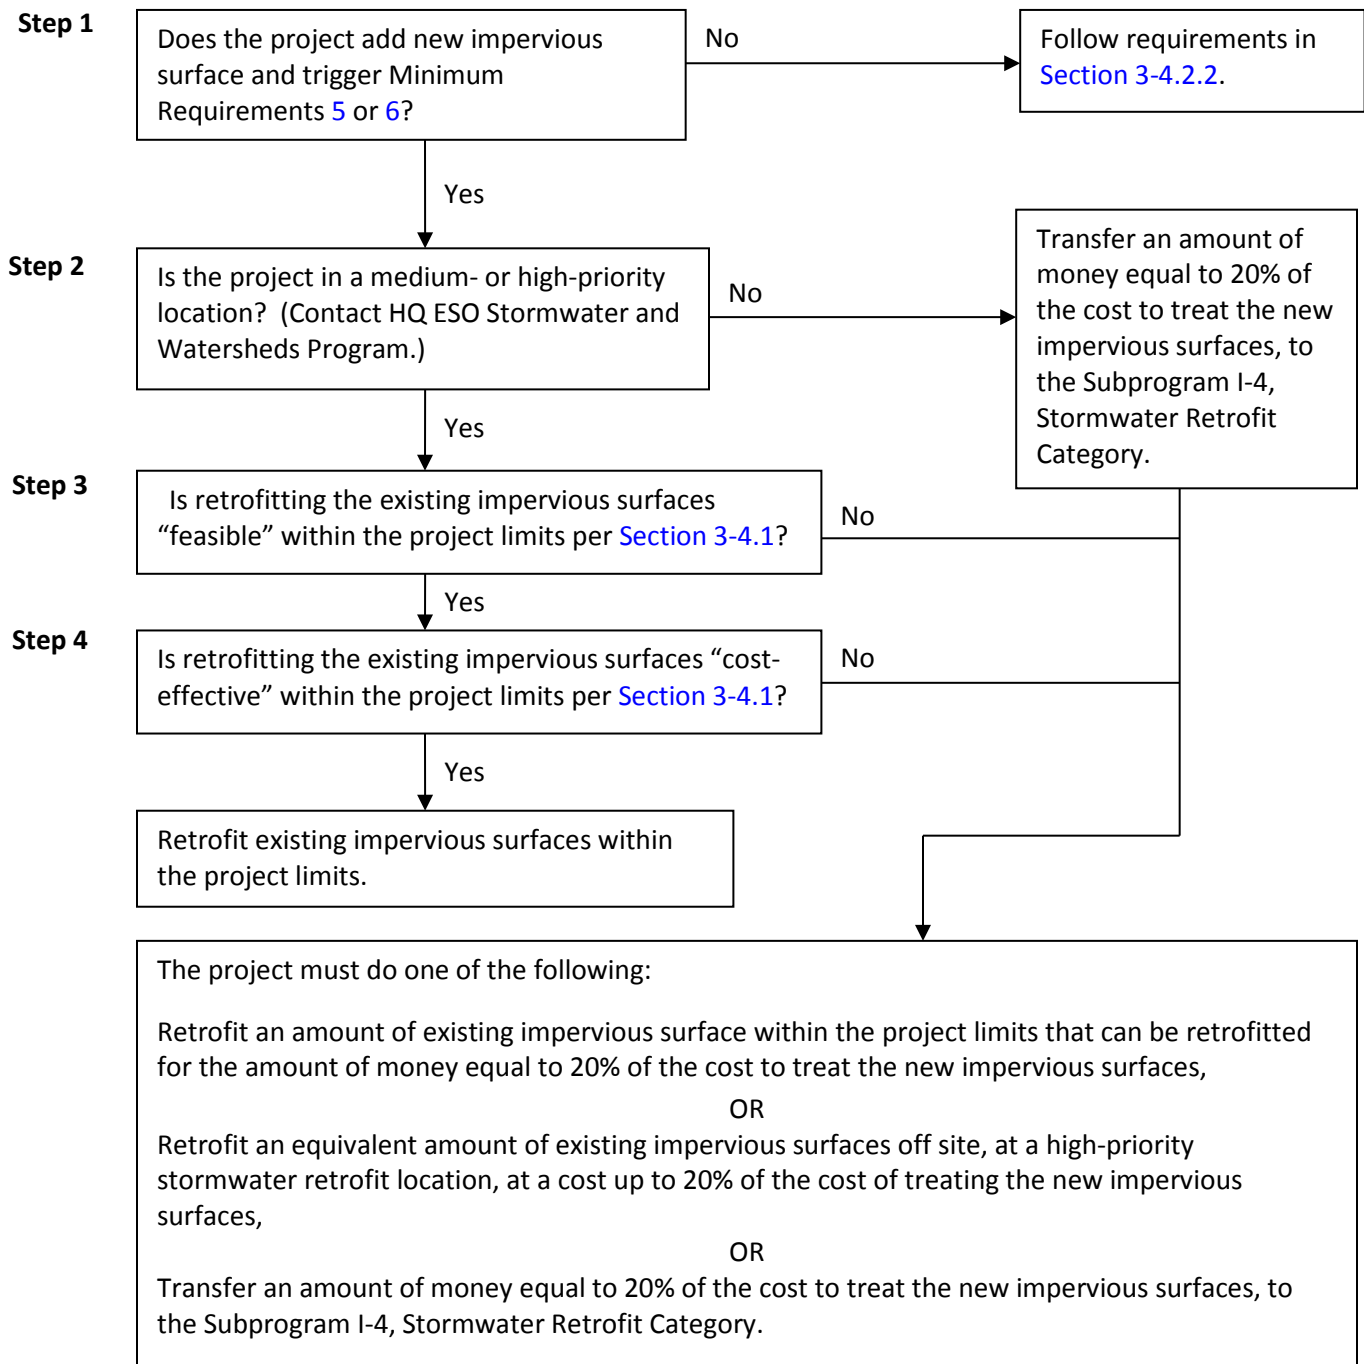 Step 1
Does the project add new impervious
surface and trigger Minimum
Requirements 5 or 6?
No
Follow requirements in
Section 3-4.2.2.
Yes
Step 2
Is the project in a medium- or high-priority
location?  (Contact HQ ESO Stormwater and
Watersheds Program.)
No
Transfer an amount of
money equal to 20% of
the cost to treat the new
impervious surfaces, to
the Subprogram I-4,
Stormwater Retrofit
Category.
Yes
Step 3
Is retrofitting the existing impervious surfaces
“feasible” within the project limits per Section 3-4.1?
No
Yes
Step 4
Is retrofitting the existing impervious surfaces “cost-
effective” within the project limits per Section 3-4.1?
No
Yes
Retrofit existing impervious surfaces within
the project limits.
The project must do one of the following:
Retrofit an amount of existing impervious surface within the project limits that can be retrofitted
for the amount of money equal to 20% of the cost to treat the new impervious surfaces,
OR
Retrofit an equivalent amount of existing impervious surfaces off site, at a high-priority
stormwater retrofit location, at a cost up to 20% of the cost of treating the new impervious
surfaces,
OR
Transfer an amount of money equal to 20% of the cost to treat the new impervious surfaces, to
the Subprogram I-4, Stormwater Retrofit Category.